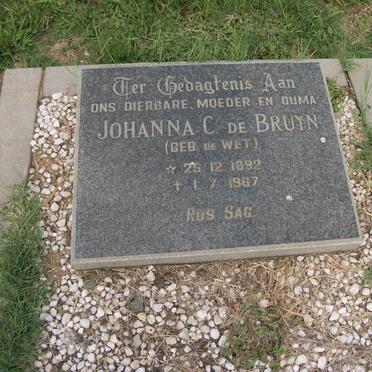 Ter Gedagtenis Aan
ONS DIERBARE, MOEDER EN OUMA
JOHANNA C DE BRUYN
(GEB. DE WET)
* 25.12.1892
† 1.7.1967
RUS SAG